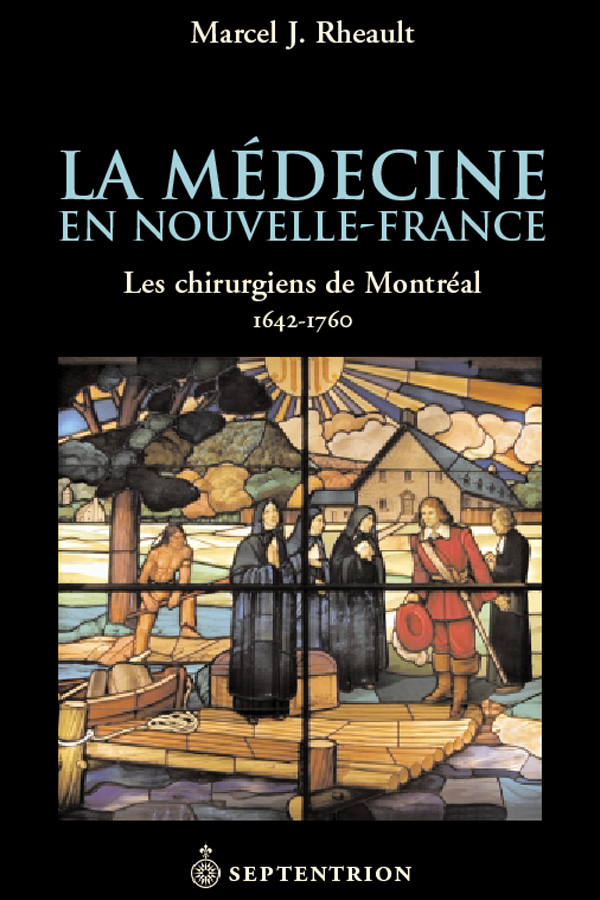 Marcel J. Rheault
LA MÉDECINE
EN NOUVELLE-FRANCE
Les chirurgiens de Montréal
1642-1760
SEPTENTRION